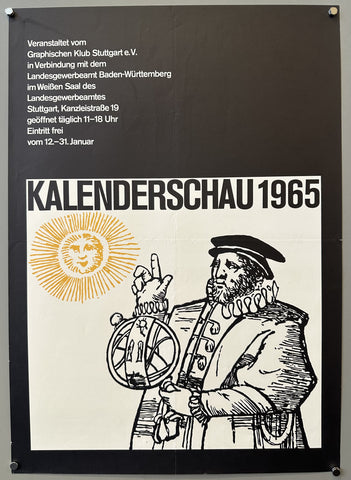 Veranstaltet vom
Graphischen Klub Stuttgart e.V.
in Verbindung mit dem
Landesgewerbeamt Baden-Württemberg
im Weißen Saal des
Landesgewerbeamtes
Stuttgart, Kanzleistraße 19
geöffnet täglich 11–18 Uhr
Eintritt frei
vom 12.–31. Januar
KALENDERSCHAU 1965